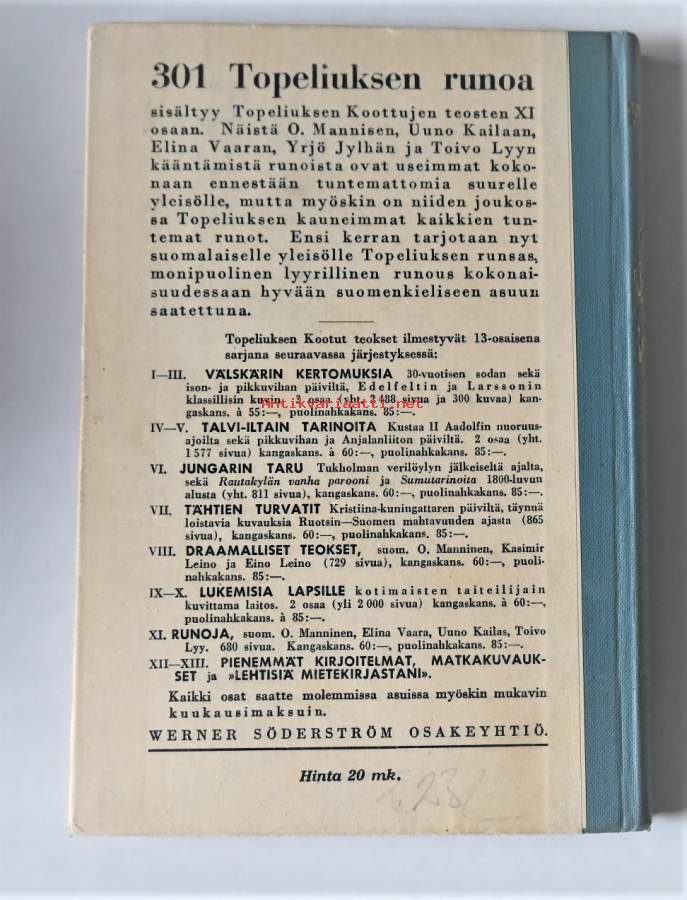 301 Topeliuksen runoa
sisältyy Topeliuksen Koottujen teosten XI
osaan. Näistä O. Mannisen, Uuno Kailaan,
Elina Vaaran, Yrjö Jylhän ja Toivo Lyyn
kääntämistä runoista ovat useimmat koko-
naan ennestään tuntemattomia suurelle
yleisölle, mutta myöskin on niiden joukos-
sa Topeliuksen kauneimmat kaikkien tun-
temat runot. Ensi kerran tarjotaan nyt
suomalaiselle yleisölle Topeliuksen runsas,
monipuolinen lyyrillinen runous kokonai-
suudessaan hyvään suomenkieliseen asuun
saatettuna.
Topeliuksen Kootut teokset ilmestyvät 13-osaisena
sarjana seuraavassa järjestyksessä:
I—III. VÄLSKÄRIN KERTOMUKSIA 30-vuotisen sodan sekä
ison- ja pikkuvihan päiviltä, Edelfeltin ja Larssonin
klassillisin kuvin. 3 osaa (yht. 2 488 sivua ja 300 kuvaa) kan-
gaskans. à 55:—, puolinahkakans. 85:—.
IV—V. TALVI-ILTAIN TARINOITA Kustaa II Aadolfin nuoruus-
ajoilta sekä pikkuvihan ja Anjalanliiton päiviltä. 2 osaa (yht.
1 577 sivua) kangaskans. à 60:—, puolinahkakans. 85:—.
VI. JUNGARIN TARU Tukholman verilöylyn jälkeiseltä ajalta,
sekä Rautakylän vanha parooni ja Sumutarinoita 1800-luvun
alusta (yht. 811 sivua), kangaskans. 60:—, puolinahkakans. 85:—.
VII. TÄHTIEN TURVATIT Kristiina-kuningattaren päiviltä, täynnä
loistavia kuvauksia Ruotsin—Suomen mahtavuuden ajasta (865
sivua), kangaskans. 60:—, puolinahkakans. 85:—.
VIII. DRAAMALLISET TEOKSET, suom. O. Manninen, Kasimir
Leino ja Eino Leino (729 sivua), kangaskans. 60:—, puoli-
nahkakans. 85:—.
IX—X. LUKEMISIA LAPSILLE kotimaisten taiteilijain
kuvittama laitos. 2 osaa (yli 2 000 sivua) kangaskans. à 60:—,
puolinahkakans. à 85:—.
XI. RUNOJA, suom. O. Manninen, Elina Vaara, Uuno Kailas, Toivo
Lyy. 680 sivua. Kangaskans. 60:—, puolinahkakans. 85:—.
XII—XIII. PIENEMMÄT KIRJOITELMAT, MATKAKUVAUK-
SET ja »LEHTISIÄ MIETEKIRJASTANI».
Kaikki osat saatte molemmissa asuissa myöskin mukavin
kuukausimaksuin.
WERNER SÖDERSTRÖM OSAKEYHTIÖ.
Hinta 20 mk.
Antikvariaatti.net